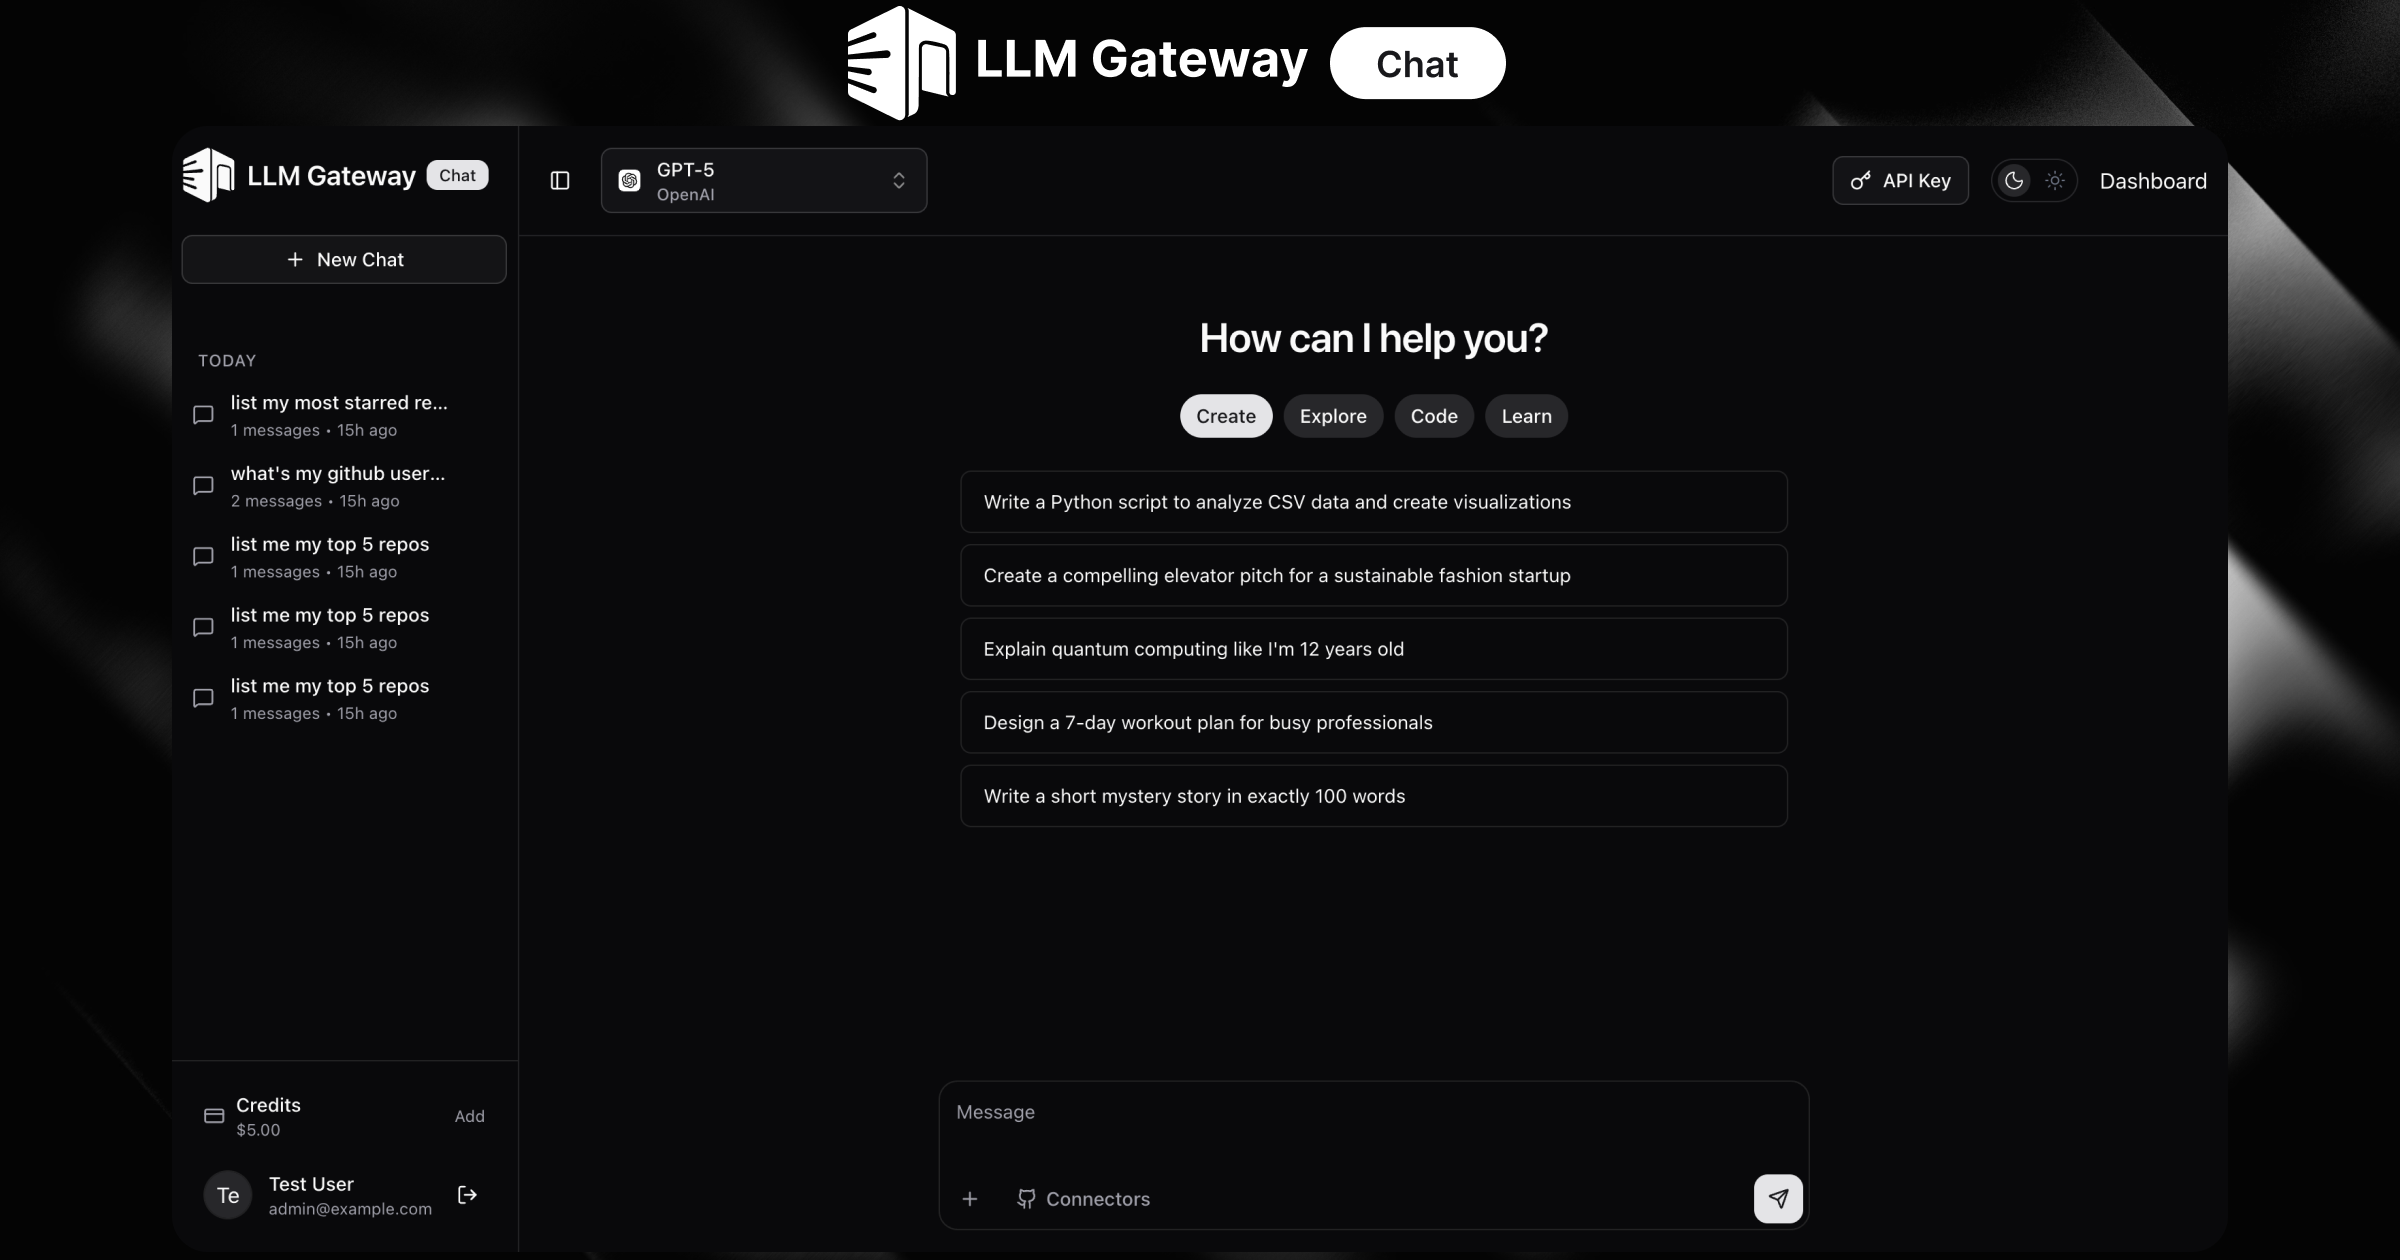 LLM Gateway Chat
LLM Gateway Chat
New Chat
TODAY
list my most starred re...
1 messages • 15h ago
what's my github user...
2 messages • 15h ago
list me my top 5 repos
1 messages • 15h ago
list me my top 5 repos
1 messages • 15h ago
list me my top 5 repos
1 messages • 15h ago
Credits
$5.00
Add
Te
Test User
admin@example.com
GPT-5
OpenAI
API Key
Dashboard
How can I help you?
Create Explore Code Learn
Write a Python script to analyze CSV data and create visualizations
Create a compelling elevator pitch for a sustainable fashion startup
Explain quantum computing like I'm 12 years old
Design a 7-day workout plan for busy professionals
Write a short mystery story in exactly 100 words
Message
Connectors